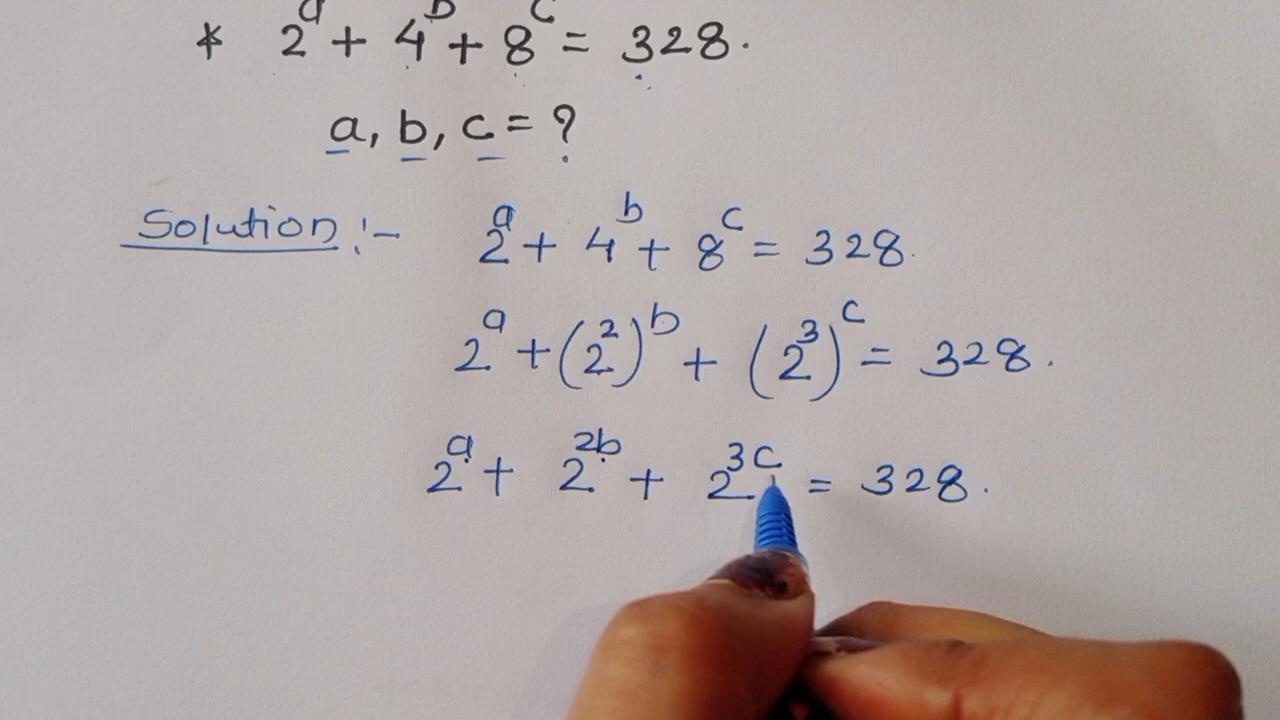 * 2^a + 4^b + 8^c = 328.
a, b, c = ?
Solution :- 2^a + 4^b + 8^c = 328.
2^a + (2^2)^b + (2^3)^c = 328.
2^a + 2^2b + 2^3c = 328.